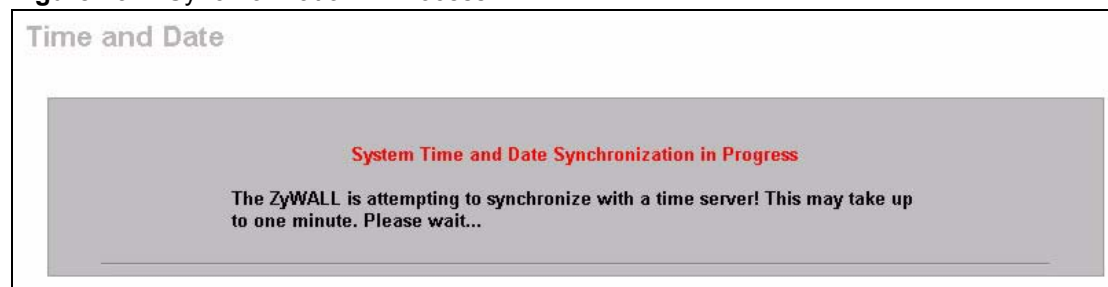 Time and Date
System Time and Date Synchronization in Progress
The ZyWALL is attempting to synchronize with a time server! This may take up
to one minute. Please wait...